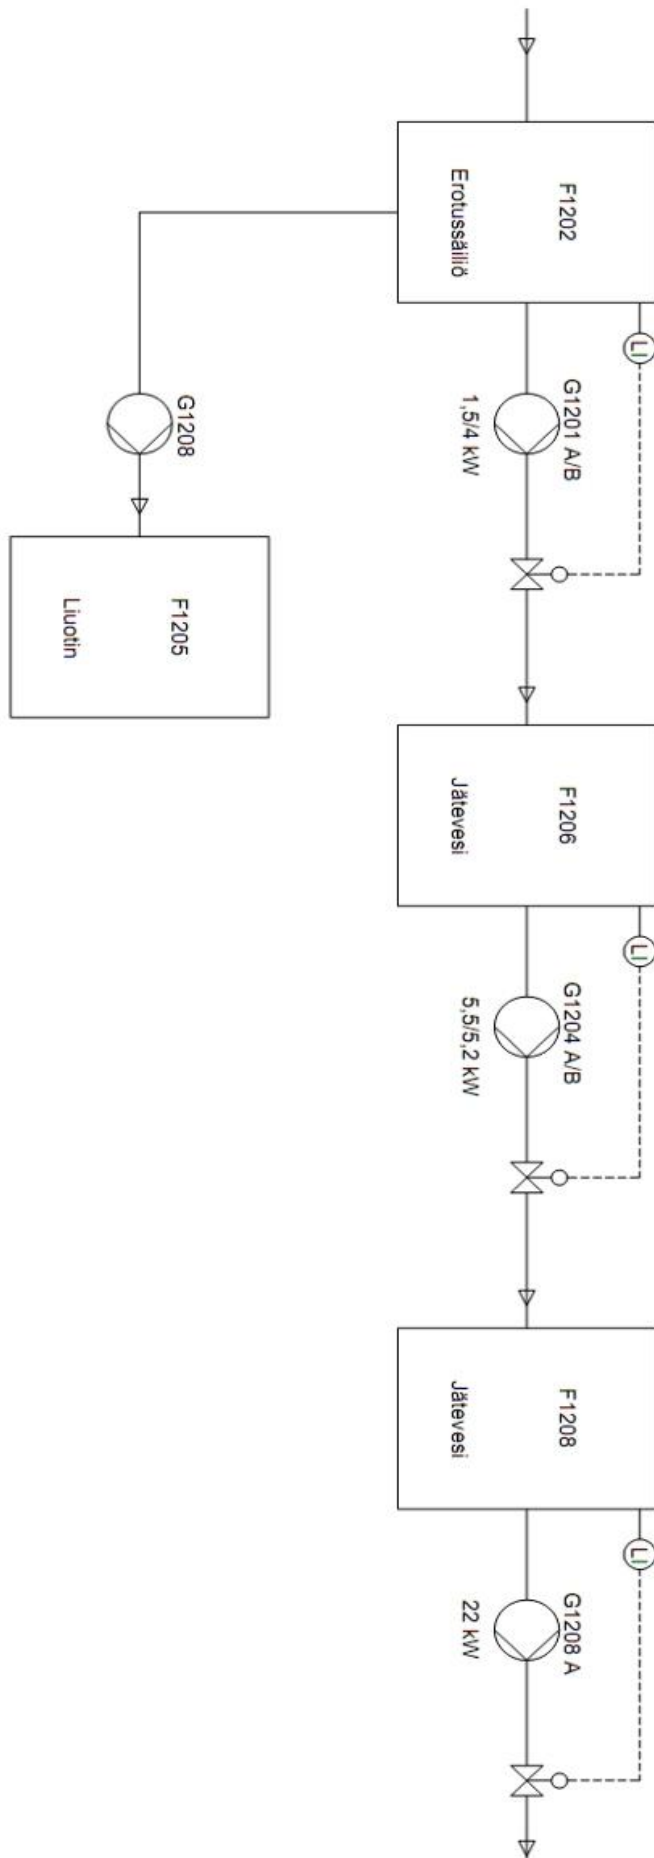 F1202
Erotussäiliö
LI
G1201 A/B
1,5/4 kW
G1208
F1205
Liuotin
F1206
Jätevesi
LI
G1204 A/B
5,5/5,2 kW
F1208
Jätevesi
LI
G1208 A
22 kW